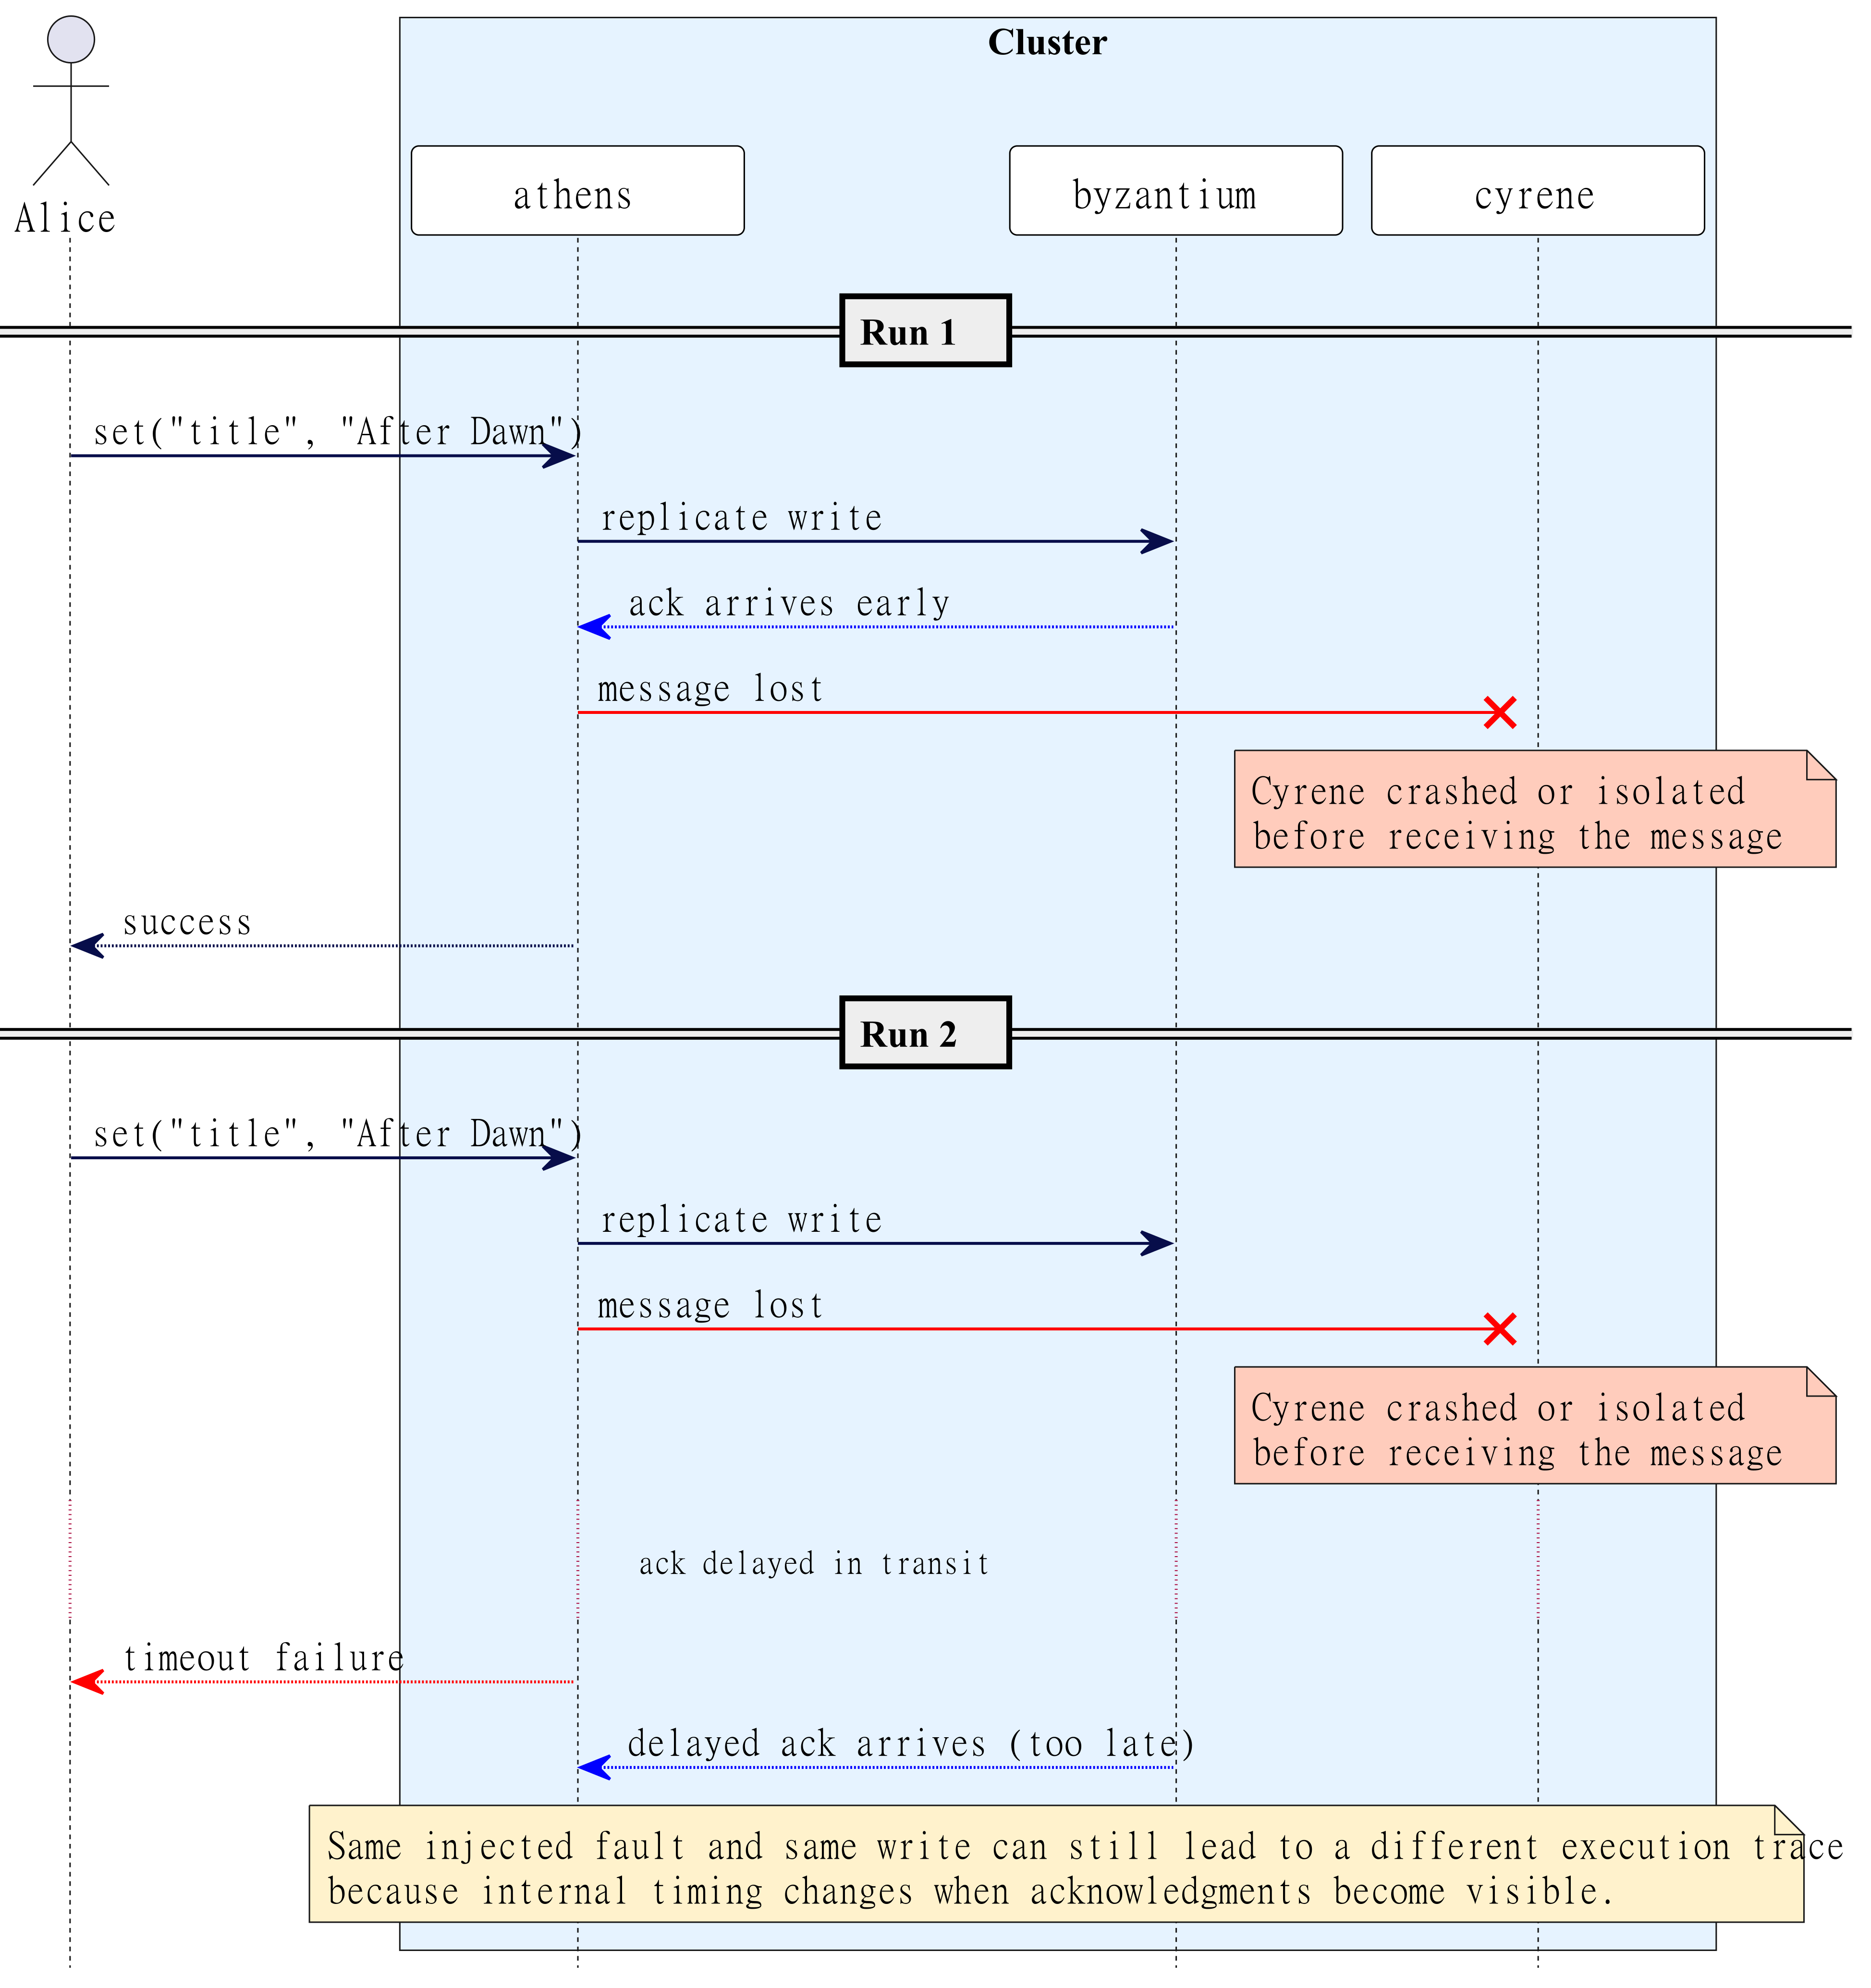 Cluster
Alice
athens
byzantium
cyrene
Run 1
set("title", "After Dawn")
replicate write
ack arrives early
message lost
Cyrene crashed or isolated
before receiving the message
success
Run 2
set("title", "After Dawn")
replicate write
message lost
Cyrene crashed or isolated
before receiving the message
ack delayed in transit
timeout failure
delayed ack arrives (too late)
Same injected fault and same write can still lead to a different execution trace
because internal timing changes when acknowledgments become visible.